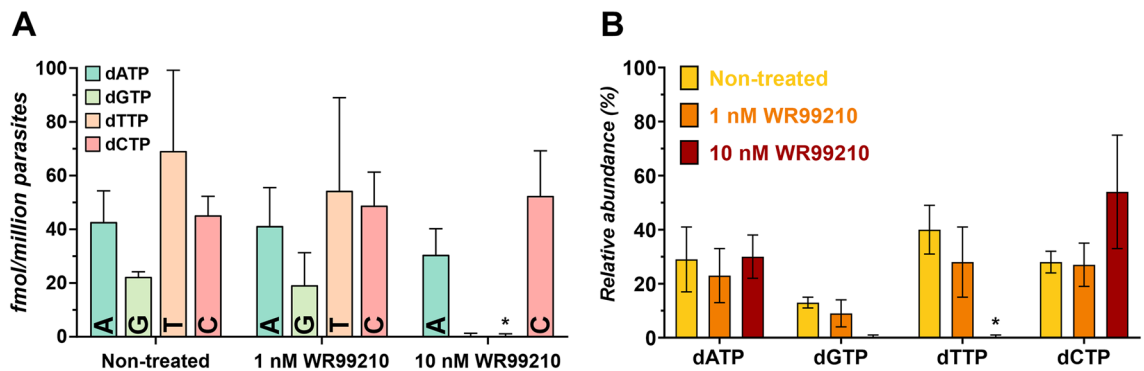 A
fmol/million parasites
100
80
60
40
20
0
dATP
dGTP
dTTP
dCTP
A
G
T
C
A
G
T
C
A
*
C
Non-treated
1 nM WR99210
10 nM WR99210
B
Relative abundance (%)
100
80
60
40
20
0
Non-treated
1 nM WR99210
10 nM WR99210
*
dATP
dGTP
dTTP
dCTP